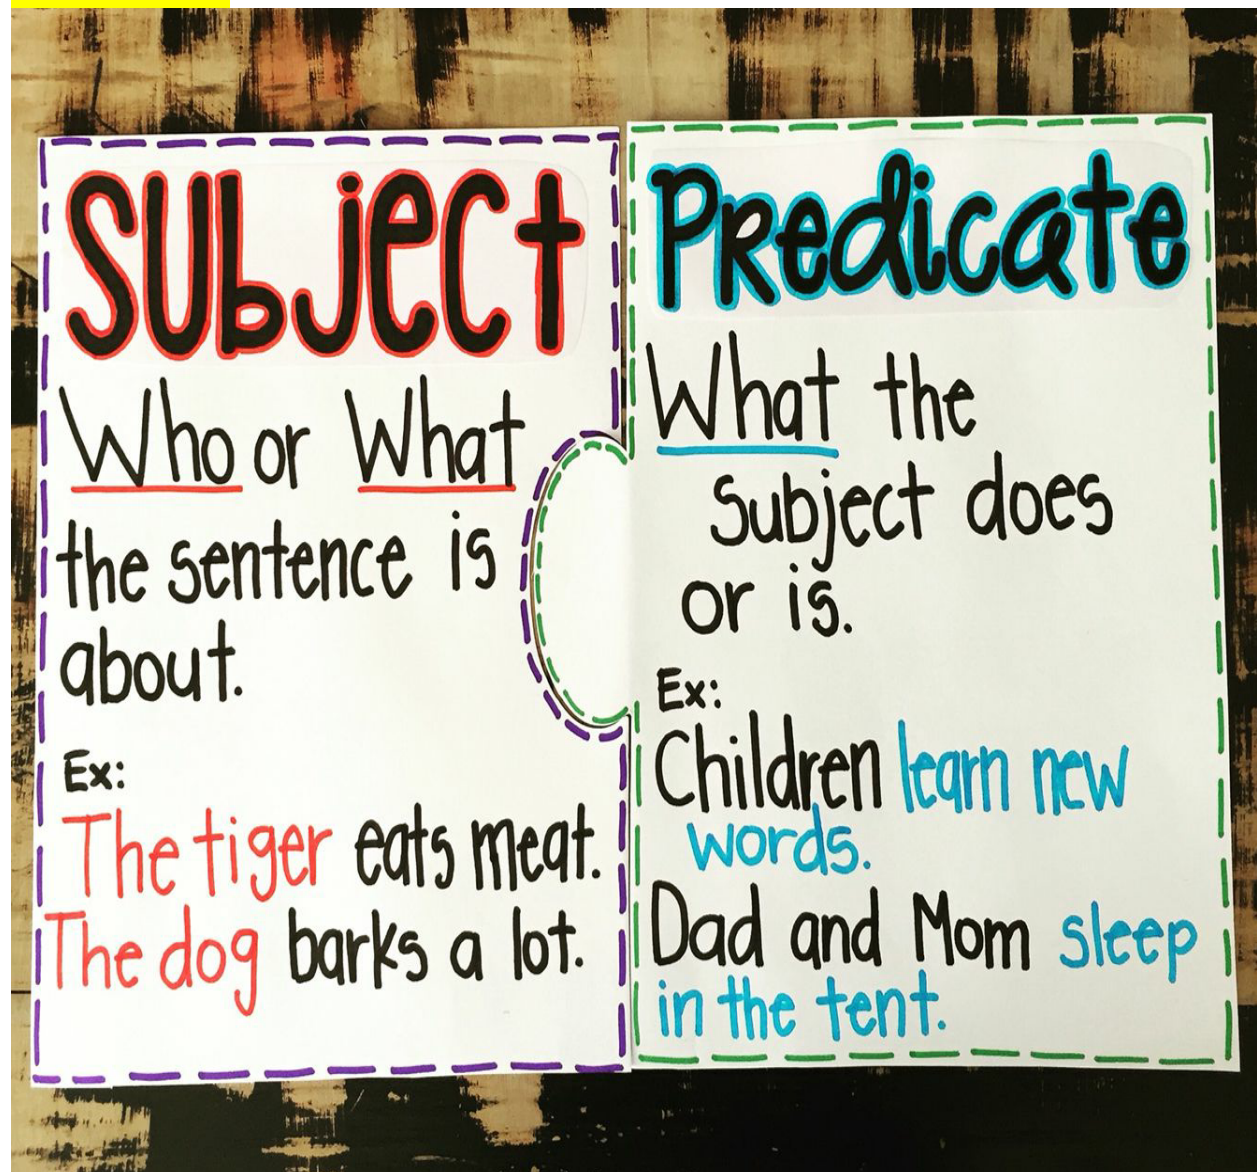 SUbjECt
Who or What
the sentence is
about.
Ex:
The tiger eats meat.
The dog barks a lot.
PRedicate
What the
Subject does
or is.
Ex:
Children learn new
words.
Dad and Mom sleep
in the tent.